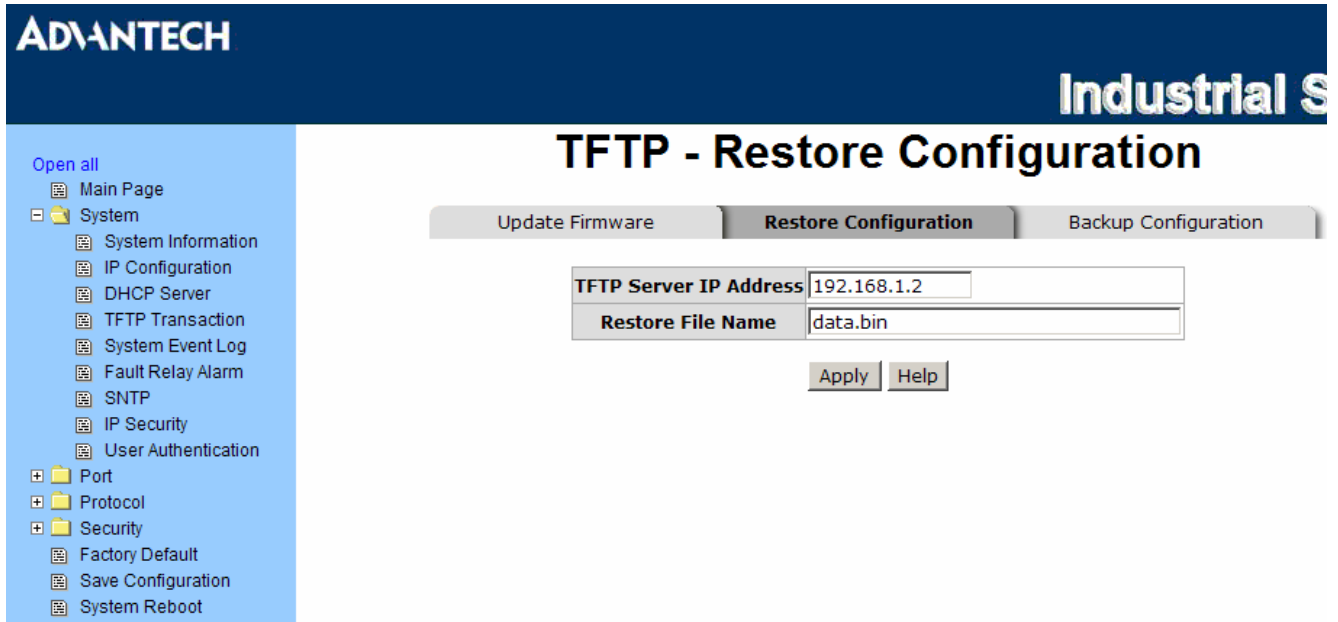 ADVANTECH
Industrial
TFTP - Restore Configuration
Open all
Main Page
System
System Information
IP Configuration
DHCP Server
TFTP Transaction
System Event Log
Fault Relay Alarm
SNTP
IP Security
User Authentication
Port
Protocol
Security
Factory Default
Save Configuration
System Reboot
Update Firmware Restore Configuration Backup Configuration
TFTP Server IP Address 192.168.1.2
Restore File Name data.bin
Apply Help